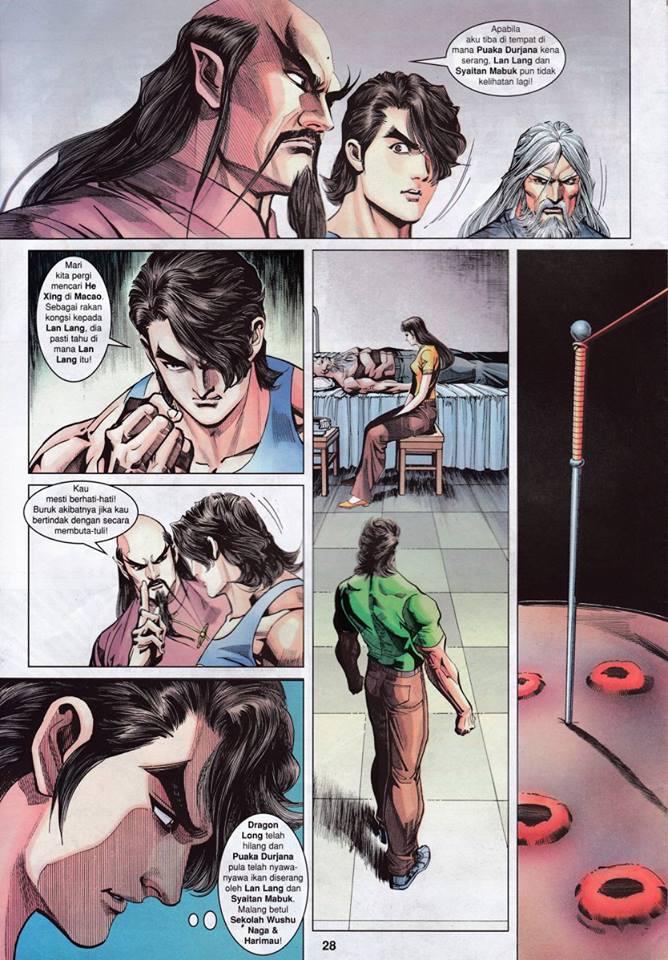 Apabila
aku tiba di tempat di
mana Puaka Durjana kena
serang, Lan Lang dan
Syaitan Mabuk pun tidak
kelihatan lagi!
Mari
kita pergi
mencari He
Xing di Macao.
Sebagai rakan
kongsi kepada
Lan Lang, dia
pasti tahu di
mana Lan
Lang itu!
Kau
mesti berhati-hati!
Buruk akibatnya jika kau
bertindak dengan secara
membuta-tuli!
Dragon
Long telah
hilang dan
Puaka Durjana
pula telah nyawa-
nyawa ikan diserang
oleh Lan Lang dan
Syaitan Mabuk.
Malang betul
Sekolah Wushu
Naga &
Harimau!
28